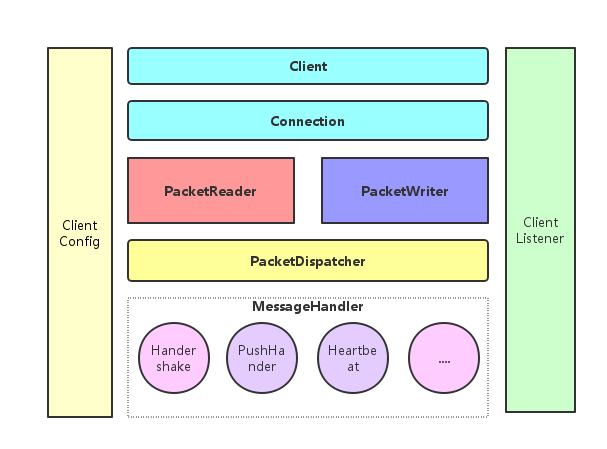 Client
Connection
PacketReader
PacketWriter
Client
Config
Client
Listener
PacketDispatcher
MessageHandler
Hander
shake
PushHa
nder
Heartbe
at
....